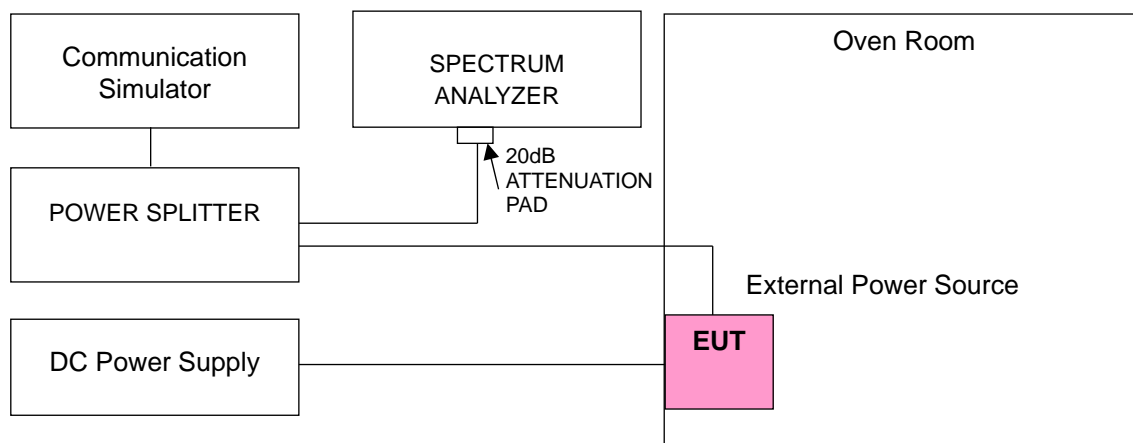 Communication
Simulator
SPECTRUM
ANALYZER
Oven Room
20dB
ATTENUATION
PAD
POWER SPLITTER
External Power Source
EUT
DC Power Supply